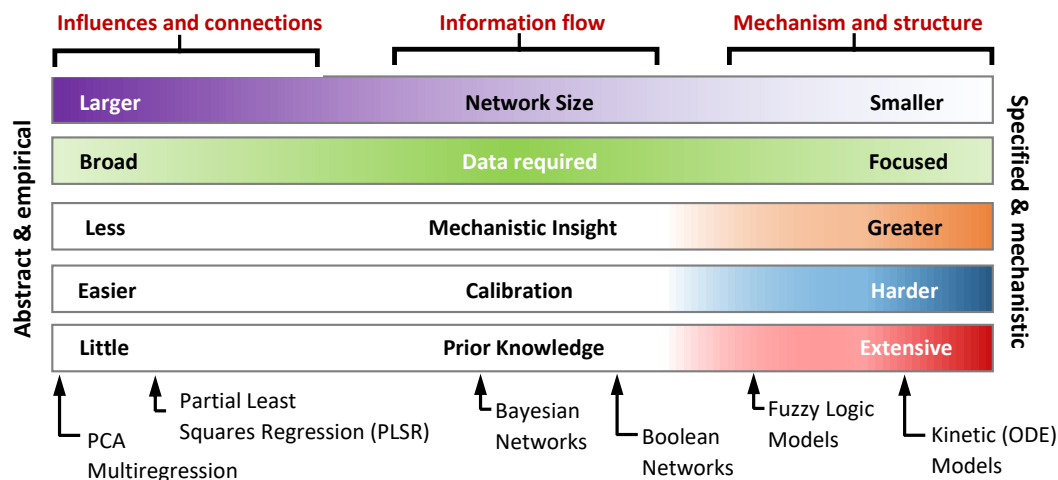 Influences and connections
Information flow
Mechanism and structure
Abstract & empirical
Larger
Network Size
Smaller
Broad
Data required
Focused
Less
Mechanistic Insight
Greater
Easier
Calibration
Harder
Little
Prior Knowledge
Extensive
Specified & mechanistic
PCA
Multiregression
Partial Least
Squares Regression (PLSR)
Bayesian
Networks
Boolean
Networks
Fuzzy Logic
Models
Kinetic (ODE)
Models